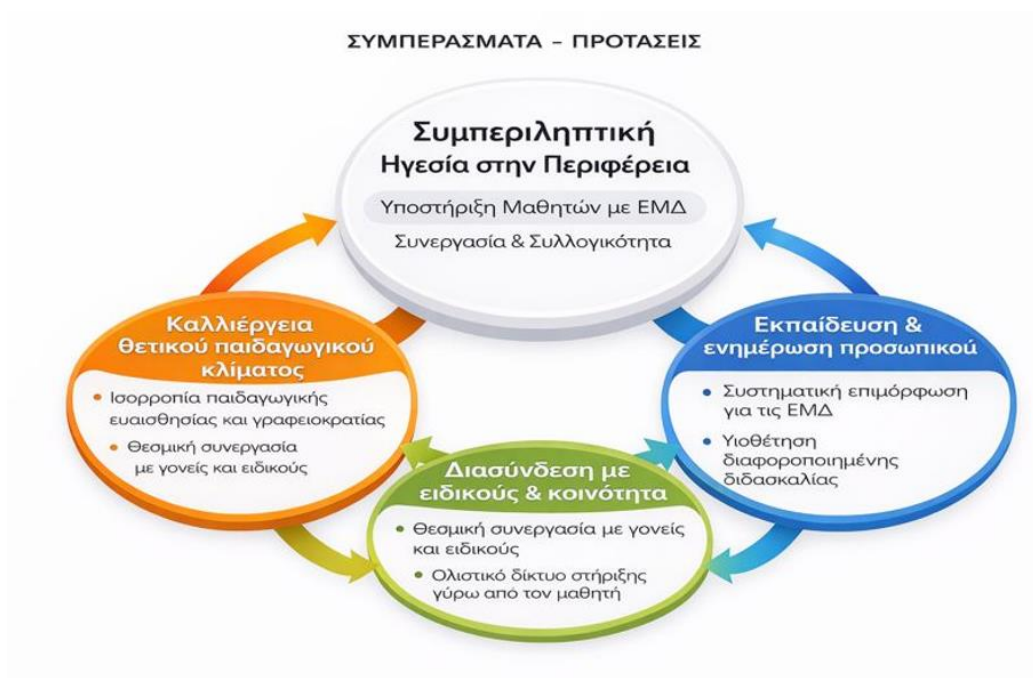 ΣΥΜΠΕΡΑΣΜΑΤΑ – ΠΡΟΤΑΣΕΙΣ
Συμπεριληπτική
Ηγεσία στην Περιφέρεια
Υποστήριξη Μαθητών με ΕΜΔ
Συνεργασία & Συλλογικότητα
Καλλιέργεια
θετικού παιδαγωγικού
κλίματος
• Ισορροπία παιδαγωγικής
ευαισθησίας και γραφειοκρατίας
• Θεσμική συνεργασία
με γονείς και ειδικούς
Εκπαίδευση &
ενημέρωση προσωπικού
• Συστηματική επιμόρφωση
για τις ΕΜΔ
• Υιοθέτηση
διαφοροποιημένης
διδασκαλίας
Διασύνδεση με
ειδικούς & κοινότητα
• Θεσμική συνεργασία με γονείς
και ειδικούς
• Ολιστικό δίκτυο στήριξης
γύρω από τον μαθητή